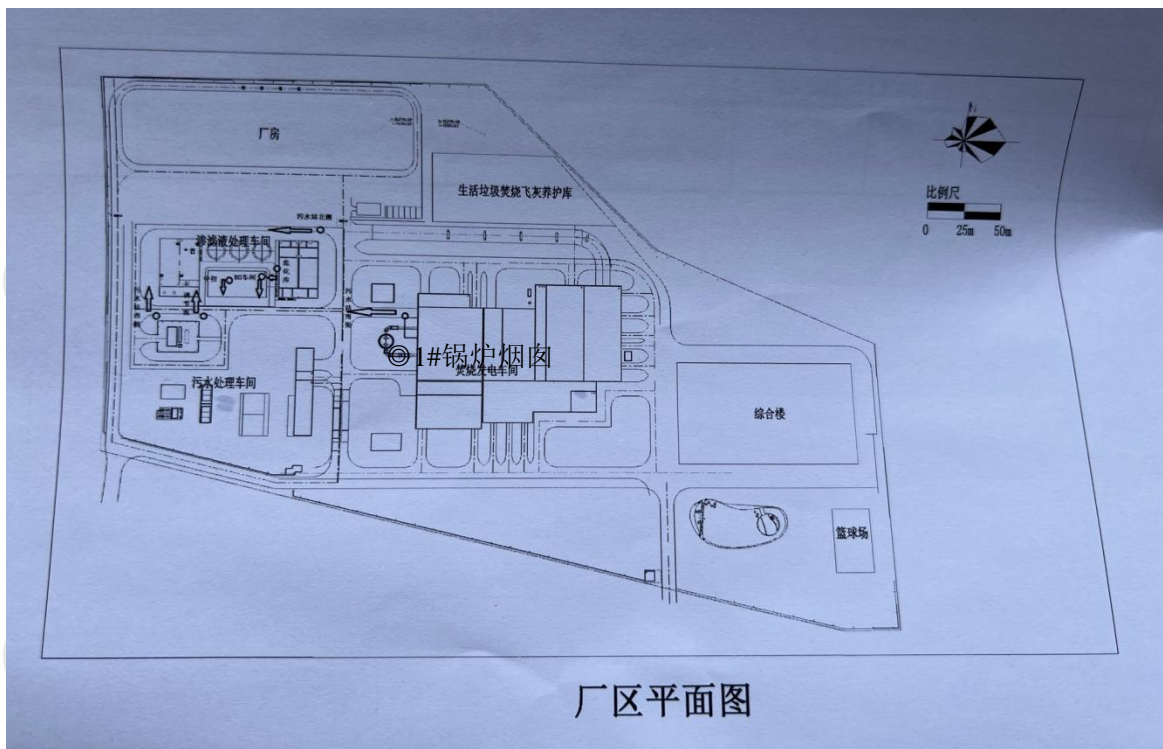 厂房
生活垃圾焚烧飞灰养护库
N
比例尺
0 25m 50m
污水站北侧
渗滤液处理车间
1#锅炉烟囱
焚烧发电车间
污水处理车间
综合楼
篮球场
厂区平面图